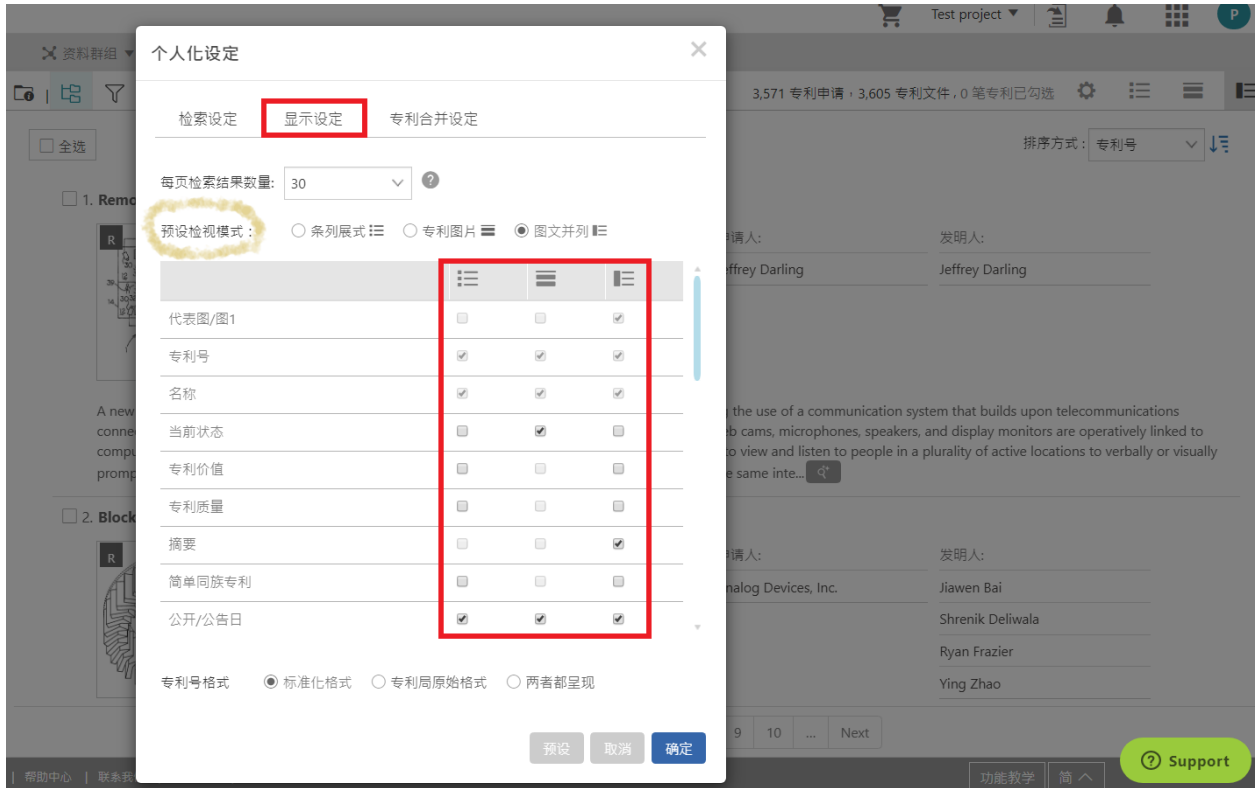 Test project
P
资料群组
个人化设定
检索设定 显示设定 专利合并设定
3,571 专利申请，3,605 专利文件，0 笔专利已勾选
全选
排序方式： 专利号
每页检索结果数量: 30
1. Remo
预设检视模式： 条列展式 专利图片 图文并列
R
请人: 发明人:
effrey Darling Jeffrey Darling
代表图/图1
专利号
名称
当前状态
专利价值
专利质量
摘要
简单同族专利
公开/公告日
A new the use of a communication system that builds upon telecommunications
conne b cams, microphones, speakers, and display monitors are operatively linked to
compu to view and listen to people in a plurality of active locations to verbally or visually
promp e same inte...
2. Block
R
请人: 发明人:
nalog Devices, Inc. Jiawen Bai
Shrenik Deliwala
Ryan Frazier
Ying Zhao
专利号格式 标准化格式 专利局原始格式 两者都呈现
9 10 ... Next
预设 取消 确定
帮助中心 | 联系我
功能教学 简
Support